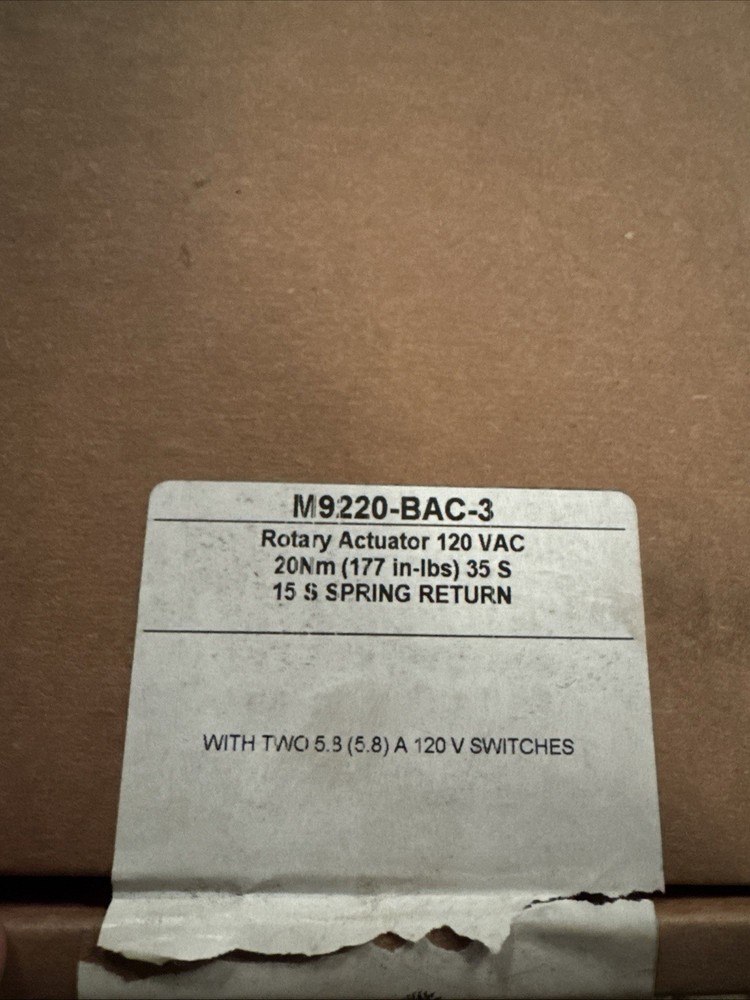 M9220-BAC-3
Rotary Actuator 120 VAC
20Nm (177 in-lbs) 35 S
15 S SPRING RETURN
WITH TWO 5.8 (5.8) A 120 V SWITCHES